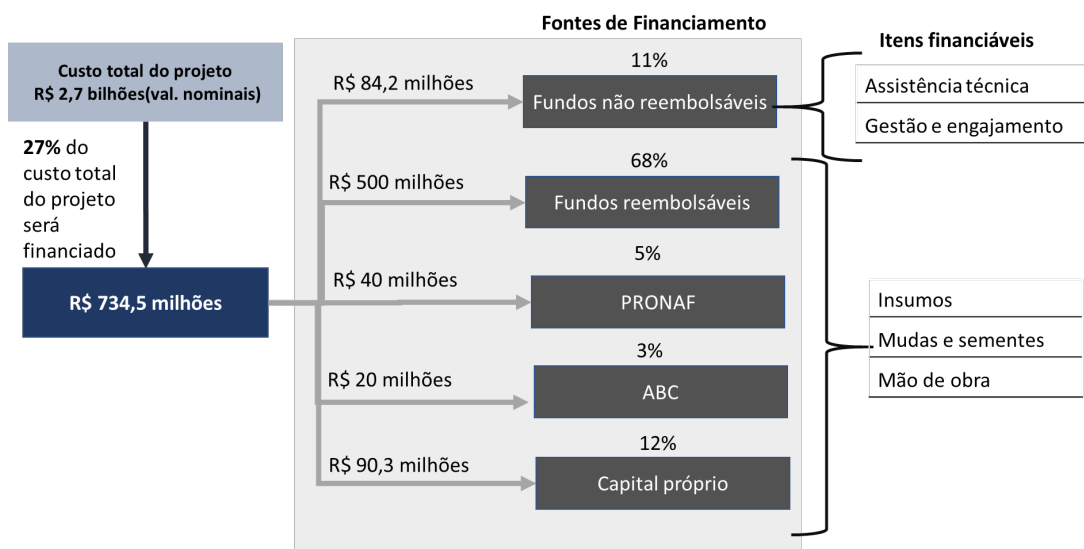 Fontes de Financiamento
Itens financiáveis
Custo total do projeto
R$ 2,7 bilhões(val. nominais)
27% do
custo total
do projeto
será
financiado
R$ 734,5 milhões
R$ 84,2 milhões
11%
Fundos não reembolsáveis
Assistência técnica
Gestão e engajamento
R$ 500 milhões
68%
Fundos reembolsáveis
R$ 40 milhões
5%
PRONAF
R$ 20 milhões
3%
ABC
R$ 90,3 milhões
12%
Capital próprio
Insumos
Mudas e sementes
Mão de obra